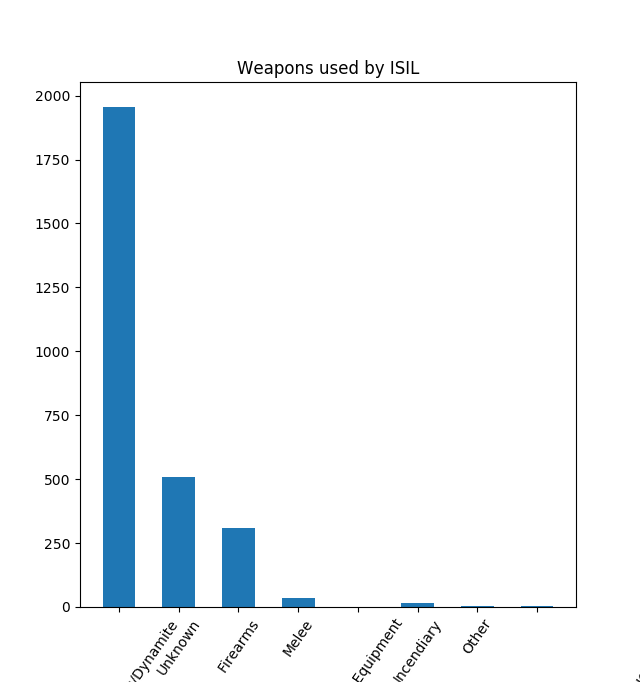 Weapons used by ISIL
2000
1750
1500
1250
1000
750
500
250
0
/Dynamite
Unknown
Firearms
Melee
Equipment
Incendiary
Other